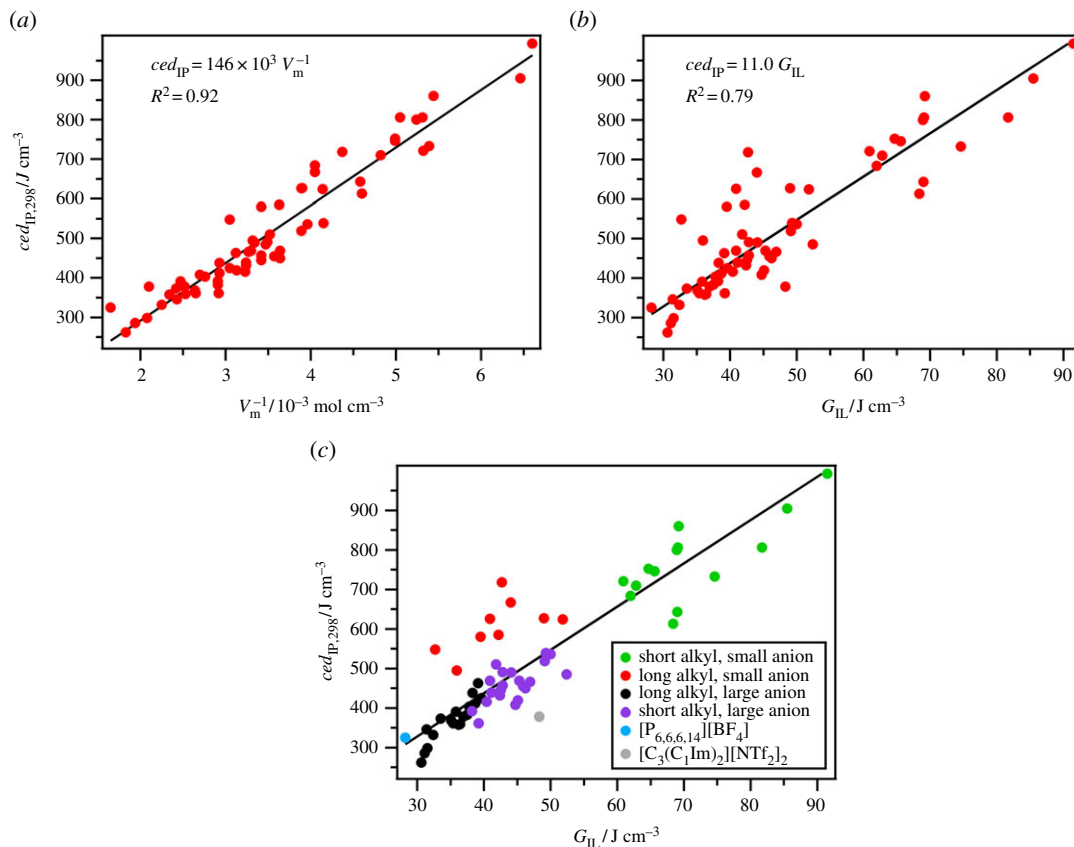 (a)
ced_IP = 146 × 10³ V_m⁻¹
R² = 0.92
900
800
700
600
500
400
300
ced_IP,298/J cm⁻³
2
3
4
5
6
V_m⁻¹/10⁻³ mol cm⁻³
(b)
ced_IP = 11.0 G_IL
R² = 0.79
900
800
700
600
500
400
300
30
40
50
60
70
80
90
G_IL/J cm⁻³
(c)
900
800
700
600
500
400
300
ced_IP,298/J cm⁻³
short alkyl, small anion
long alkyl, small anion
long alkyl, large anion
short alkyl, large anion
[P₆,₆,₆,₁₄][BF₄]
[C₃(C₁Im)₂][NTf₂]₂
30
40
50
60
70
80
90
G_IL/J cm⁻³